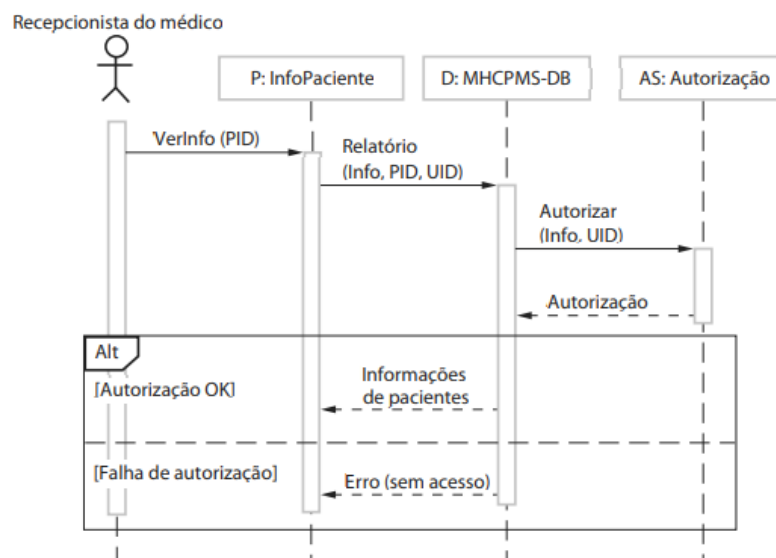 Recepcionista do médico
P: InfoPaciente
D: MHCPMS-DB
AS: Autorização
VerInfo (PID)
Relatório
(Info, PID, UID)
Autorizar
(Info, UID)
Autorização
Alt
[Autorização OK]
Informações
de pacientes
[Falha de autorização]
Erro (sem acesso)